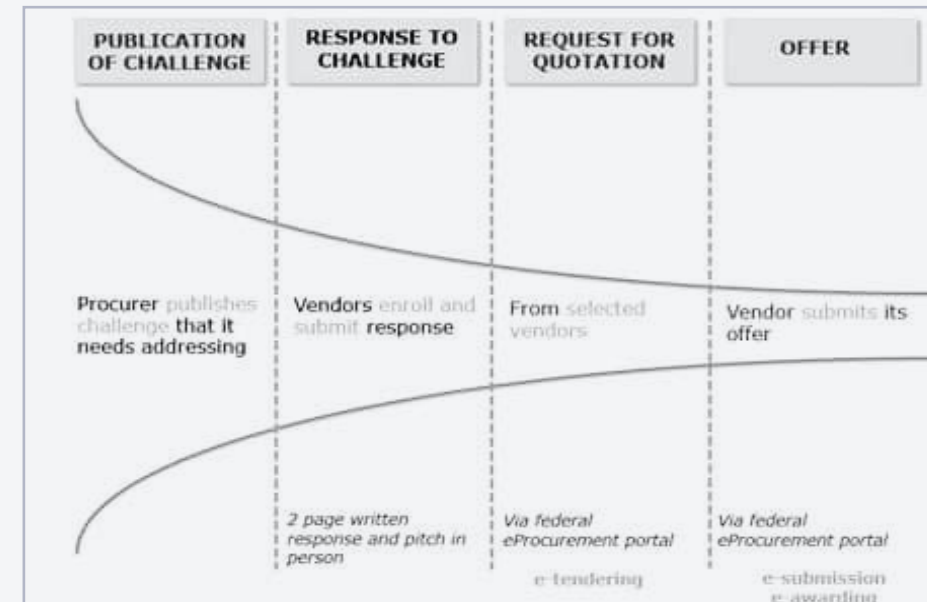 PUBLICATION
OF CHALLENGE
RESPONSE TO
CHALLENGE
REQUEST FOR
QUOTATION
OFFER
Procurer publishes
challenge that it
needs addressing
Vendors enroll and
submit response
From selected
vendors
Vendor submits its
offer
2 page written
response and pitch in
person
Via federal
eProcurement portal
e-tendering
Via federal
eProcurement portal
e-submission
e-awarding